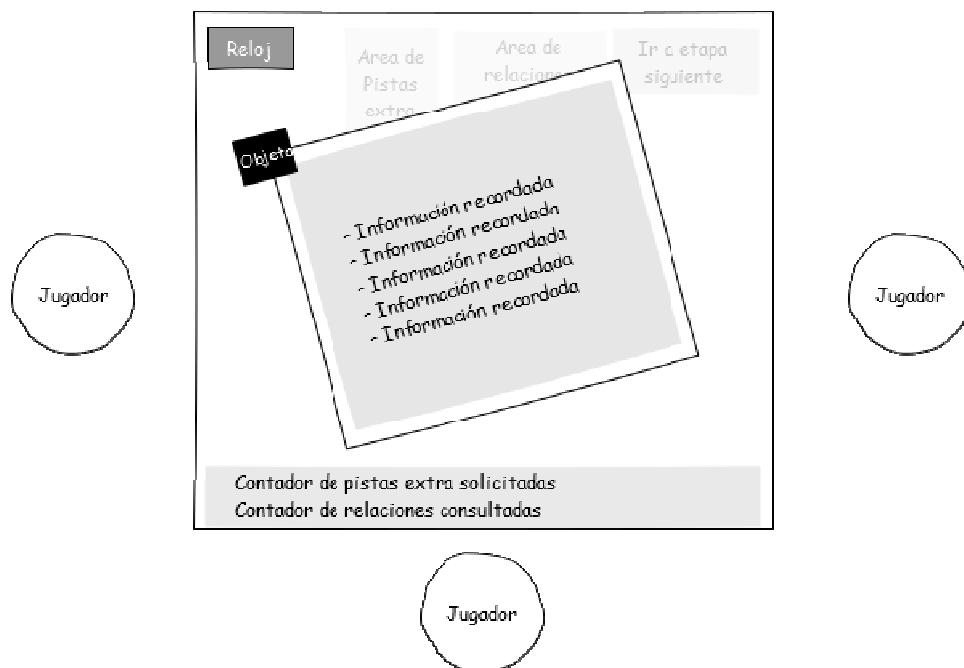 Reloj
Area de
Pistas
extra
Area de
relaciones
Ir a etapa
siguiente
Objeto
- Información recordada
- Información recordada
- Información recordada
- Información recordada
- Información recordada
Jugador
Jugador
Contador de pistas extra solicitadas
Contador de relaciones consultadas
Jugador